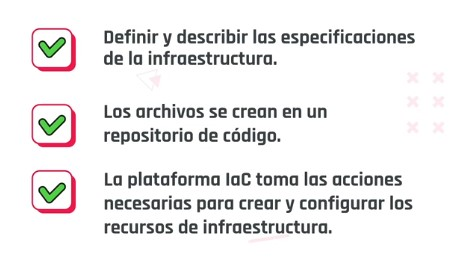 Definir y describir las especificaciones
de la infraestructura.
Los archivos se crean en un
repositorio de código.
La plataforma IaC toma las acciones
necesarias para crear y configurar los
recursos de infraestructura.